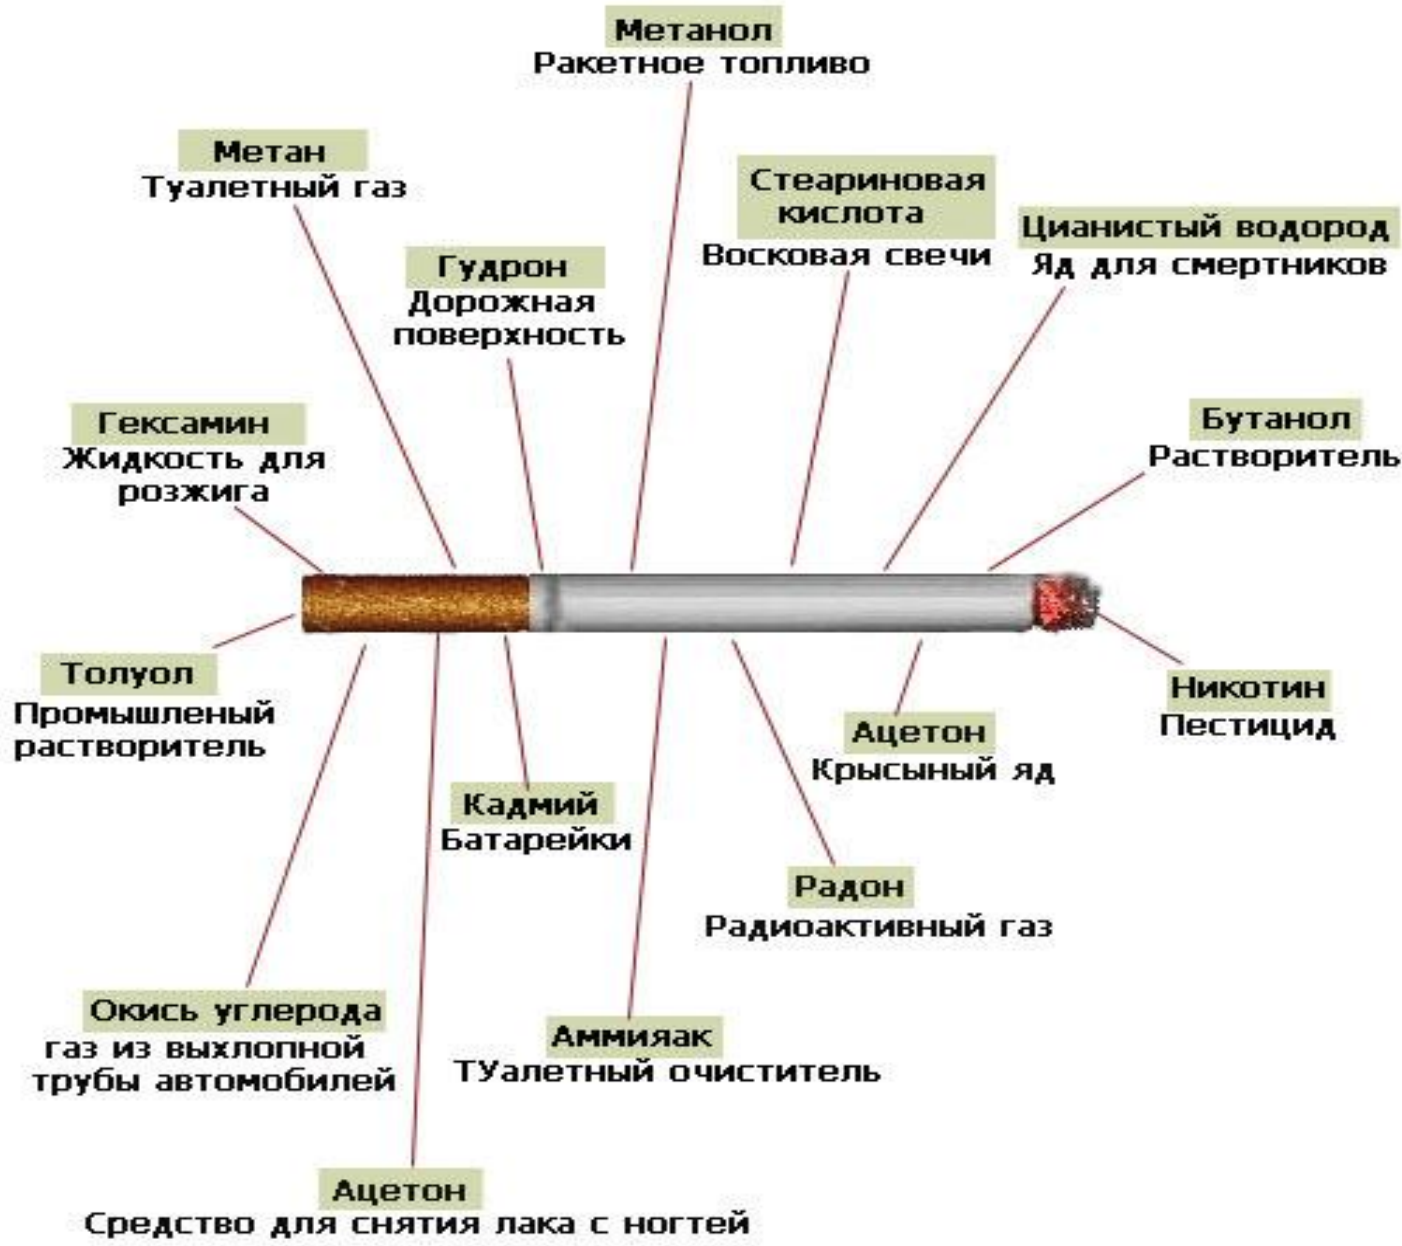 Метанол
Ракетное топливо
Метан
Туалетный газ
Стеариновая
кислота
Восковая свечи
Цианистый водород
Яд для смертников
Гудрон
Дорожная
поверхность
Гексамин
Жидкость для
розжига
Бутанол
Растворитель
Толуол
Промышленый
растворитель
Никотин
Пестицид
Ацетон
Крысыный яд
Кадмий
Батарейки
Радон
Радиоактивный газ
Окись углерода
газ из выхлопной
трубы автомобилей
Аммияак
ТУалетный очиститель
Ацетон
Средство для снятия лака с ногтей